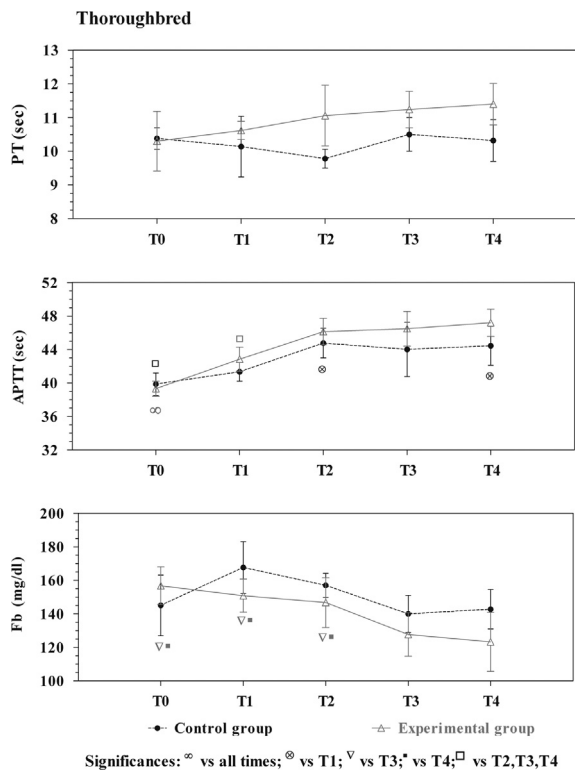 Thoroughbred
PT (sec)
13
12
11
10
9
8
T0 T1 T2 T3 T4
APTT (sec)
52
48
44
40
36
32
T0 T1 T2 T3 T4
Fb (mg/dl)
200
180
160
140
120
100
T0 T1 T2 T3 T4
Control group Experimental group
Significances: ∞ vs all times; ⊗ vs T1; ▽ vs T3; ▪ vs T4; □ vs T2,T3,T4